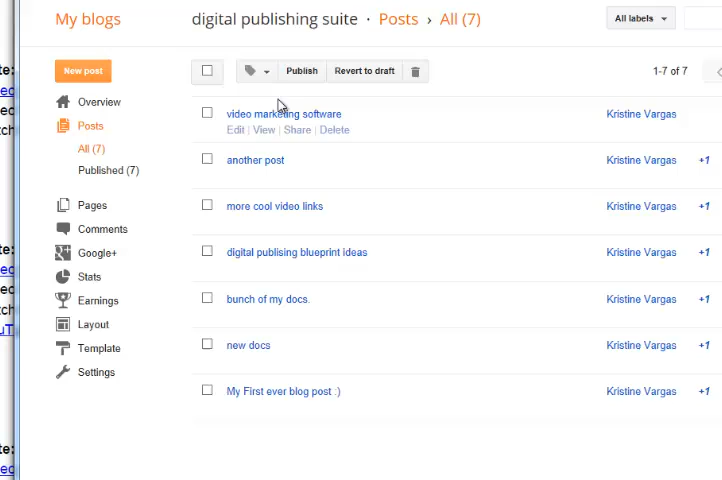 My blogs
digital publishing suite · Posts › All (7)
All labels
New post
Publish
Revert to draft
1-7 of 7
Overview
Posts
All (7)
Published (7)
Pages
Comments
Google+
Stats
Earnings
Layout
Template
Settings
video marketing software
Kristine Vargas
Edit | View | Share | Delete
another post
Kristine Vargas
+1
more cool video links
Kristine Vargas
+1
digital publising blueprint ideas
Kristine Vargas
+1
bunch of my docs.
Kristine Vargas
+1
new docs
Kristine Vargas
+1
My First ever blog post :)
Kristine Vargas
+1